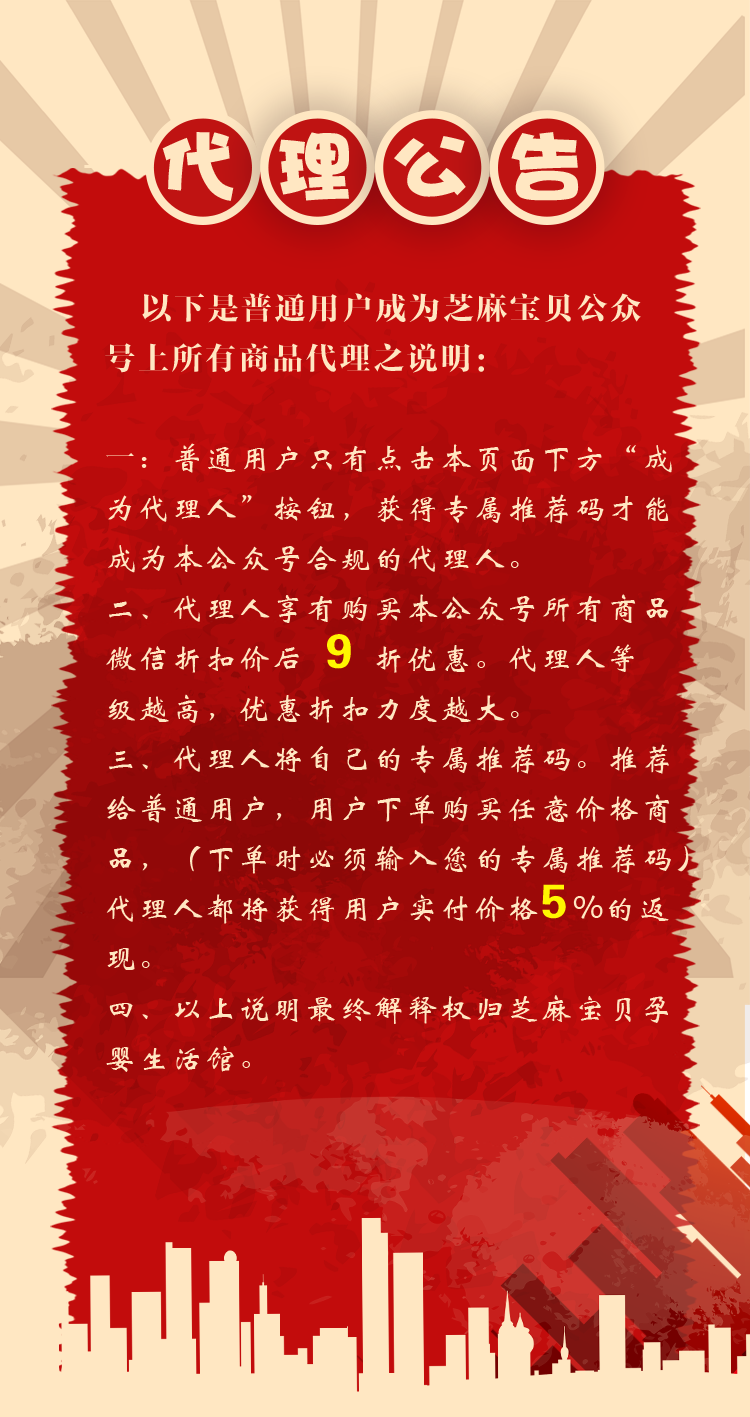 代理公告
以下是普通用户成为芝麻宝贝公众
号上所有商品代理之说明：
一：普通用户只有点击本页面下方“成
为代理人”按钮，获得专属推荐码才能
成为本公众号合规的代理人。
二、代理人享有购买本公众号所有商品
微信折扣价后 9 折优惠。代理人等
级越高，优惠折扣力度越大。
三、代理人将自己的专属推荐码。推荐
给普通用户，用户下单购买任意价格商
品，（下单时必须输入您的专属推荐码）
代理人都将获得用户实付价格5%的返
现。
四、以上说明最终解释权归芝麻宝贝孕
婴生活馆。